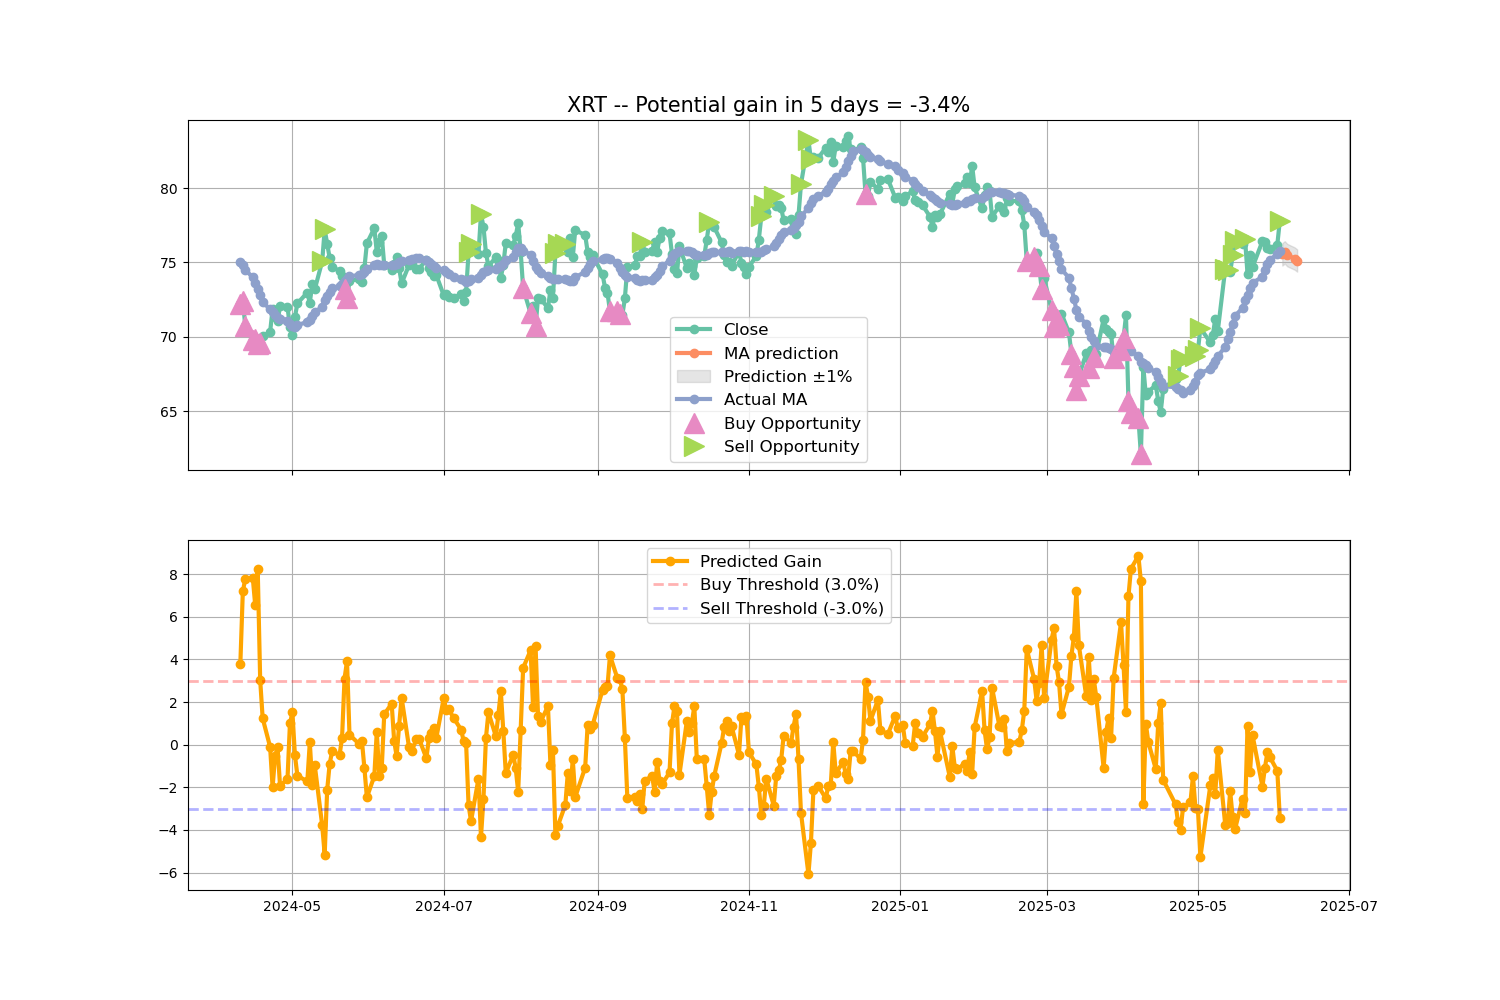 XRT -- Potential gain in 5 days = -3.4%
80
75
70
65
Close
MA prediction
Prediction ±1%
Actual MA
Buy Opportunity
Sell Opportunity
8
6
4
2
0
−2
−4
−6
Predicted Gain
Buy Threshold (3.0%)
Sell Threshold (-3.0%)
2024-05
2024-07
2024-09
2024-11
2025-01
2025-03
2025-05
2025-07